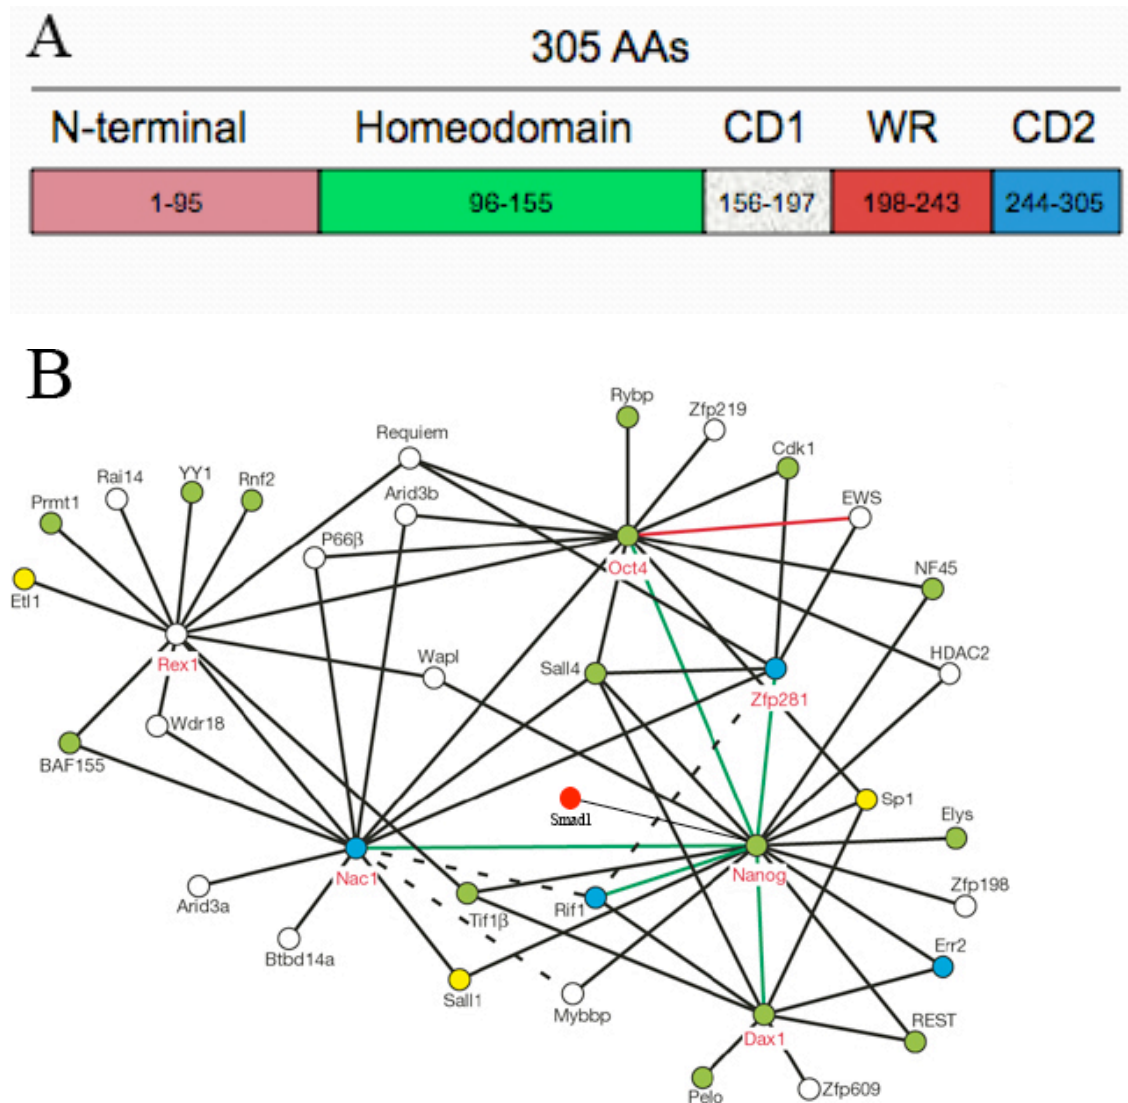 A
305 AAs
N-terminal Homeodomain CD1 WR CD2
1-95 96-155 156-197 198-243 244-305
B
Rybp
Zfp219
Requiem
Cdk1
Rai14
YY1
Rnf2
Prmt1
Arid3b
EWS
P66β
Oct4
NF45
Etl1
Rex1
Wapl
Sall4
HDAC2
Zfp281
Wdr18
BAF155
Smad1
Sp1
Elys
Nac1
Nanog
Arid3a
Tif1β
Rif1
Zfp198
Btbd14a
Err2
Sall1
Mybbp
REST
Dax1
Pelo
Zfp609